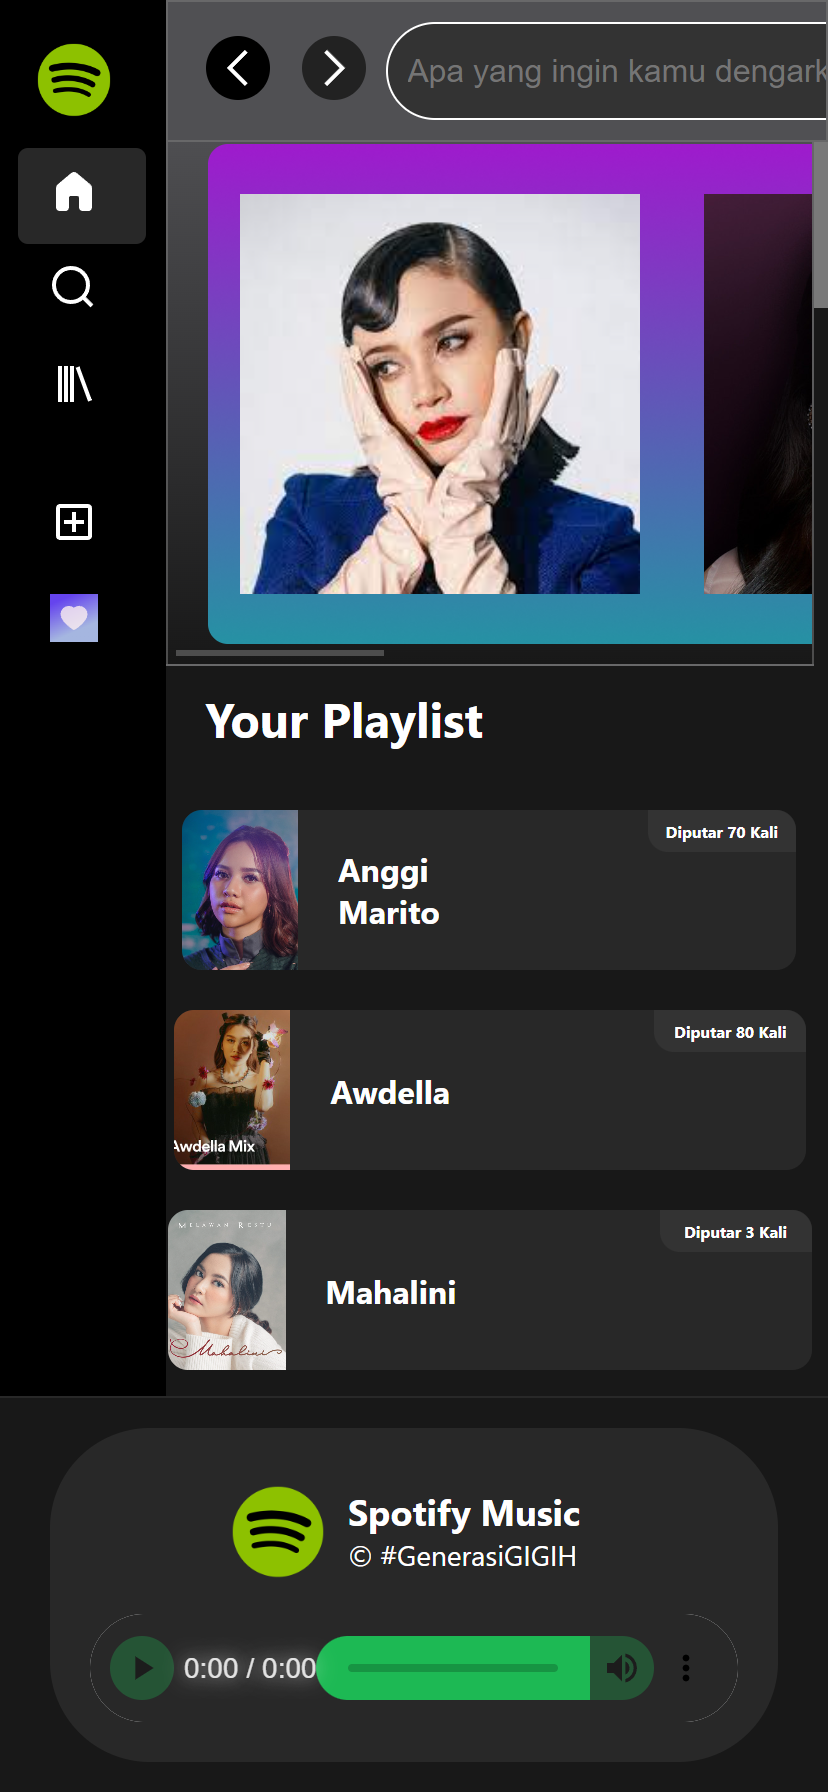 Apa yang ingin kamu dengark
Your Playlist
Diputar 70 Kali
Anggi
Marito
Diputar 80 Kali
Awdella
Awdella Mix
Diputar 3 Kali
MELAWAN RESTU
Mahalini
Mahalini
Spotify Music
© #GenerasiGIGIH
0:00 / 0:00